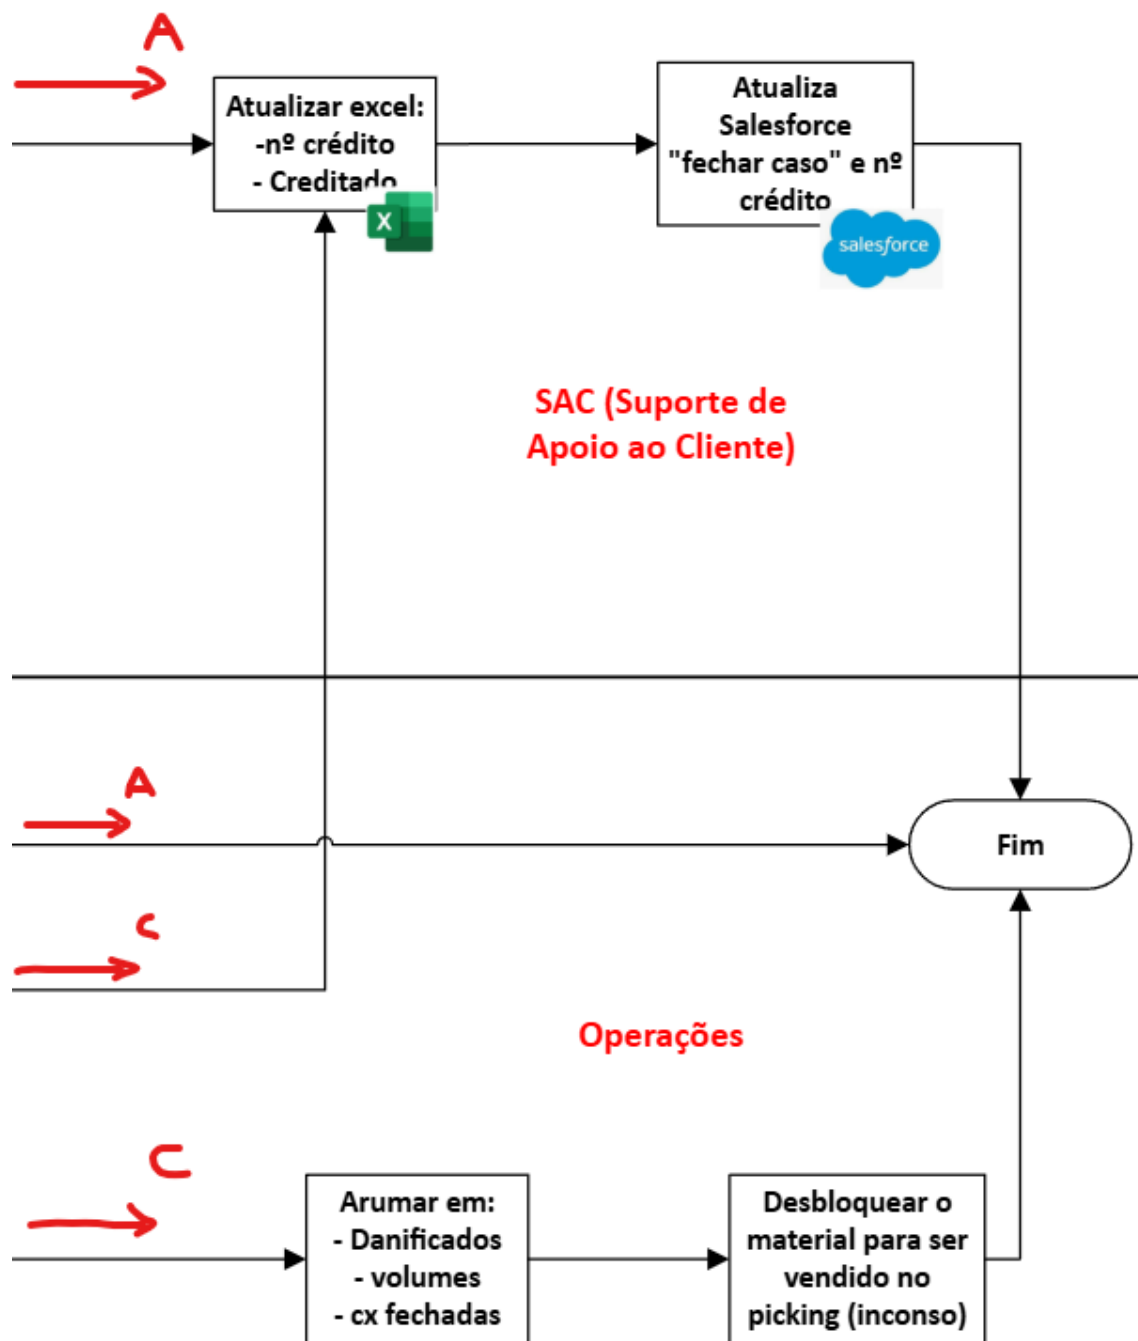 A
Atualizar excel:
-nº crédito
- Creditado
X
Atualiza
Salesforce
"fechar caso" e nº
crédito
salesforce
SAC (Suporte de
Apoio ao Cliente)
A
Fim
C
Operações
C
Arumar em:
- Danificados
- volumes
- cx fechadas
Desbloquear o
material para ser
vendido no
picking (inconso)